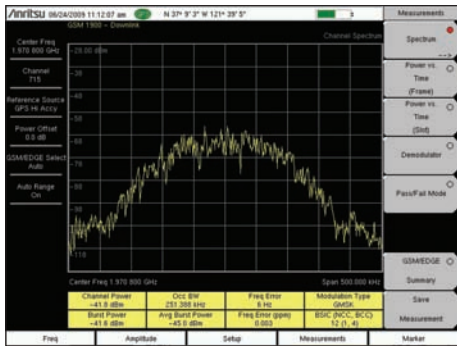 Anritsu 06/24/2009 11:12:07 am N 37° 9' 3" W 121° 39' 5"
Measurements
GSM 1900 - Downlink
Channel Spectrum
Center Freq
1.970 800 GHz
Channel
715
Reference Source
GPS Hi Accy
Power Offset
0.0 dB
GSM/EDGE Select
Auto
Auto Range
On
-20.00 dBm
-30
-40
-50
-60
-80
-90
-110
Center Freq 1.970 800 GHz
Span 500.000 kHz
Channel Power
-41.8 dBm
Occ BW
251.388 kHz
Freq Error
6 Hz
Modulation Type
GMSK
Burst Power
-41.6 dBm
Avg Burst Power
-45.0 dBm
Freq Error (ppm)
0.003
BSIC (NCC, BCC)
12 (1, 4)
Spectrum
-->
Power vs.
Time
(Frame)
Power vs.
Time
(Slot)
Demodulator
Pass/Fail Mode
GSM/EDGE
Summary
Save
Measurement
Freq
Amplitude
Setup
Measurements
Marker